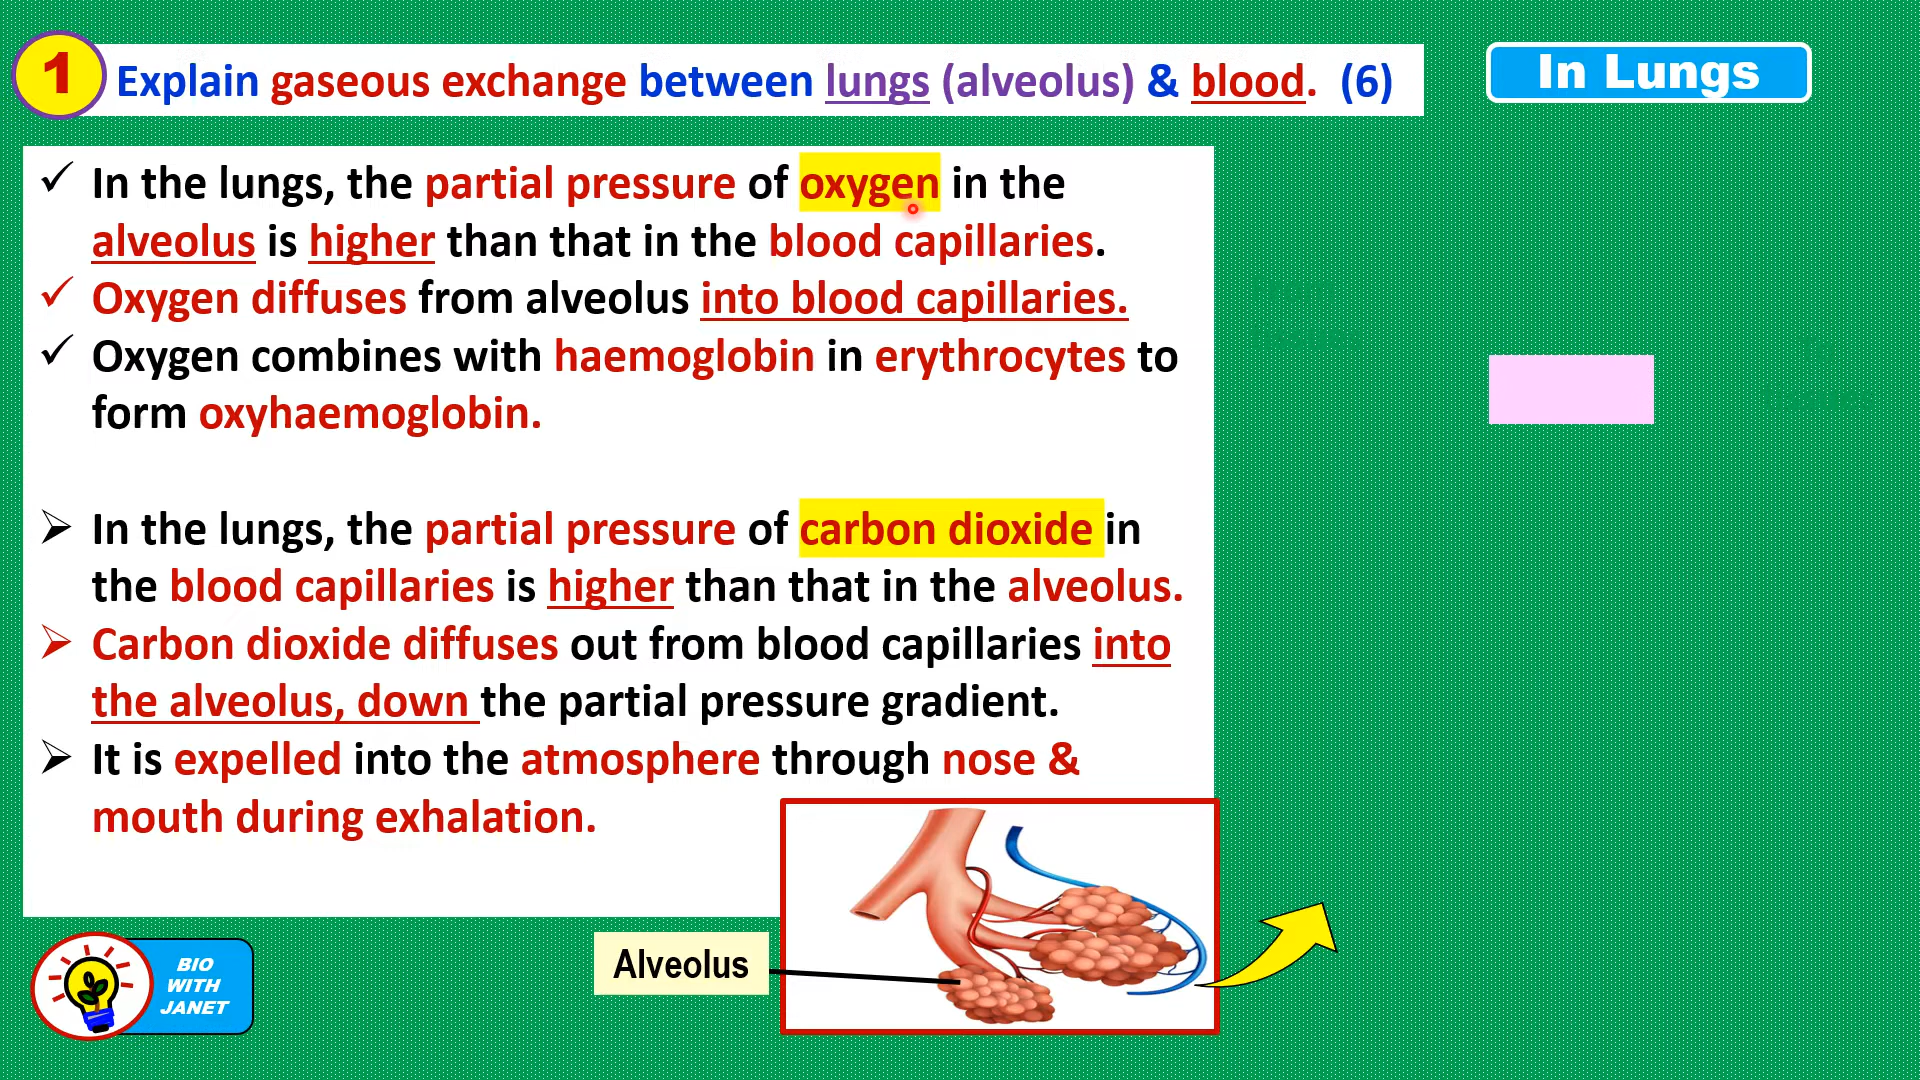 1
Explain gaseous exchange between lungs (alveolus) & blood. (6)
In Lungs
✓ In the lungs, the partial pressure of oxygen in the
alveolus is higher than that in the blood capillaries.
✓ Oxygen diffuses from alveolus into blood capillaries.
✓ Oxygen combines with haemoglobin in erythrocytes to
form oxyhaemoglobin.
➢ In the lungs, the partial pressure of carbon dioxide in
the blood capillaries is higher than that in the alveolus.
➢ Carbon dioxide diffuses out from blood capillaries into
the alveolus, down the partial pressure gradient.
➢ It is expelled into the atmosphere through nose &
mouth during exhalation.
Alveolus
BIO
WITH
JANET